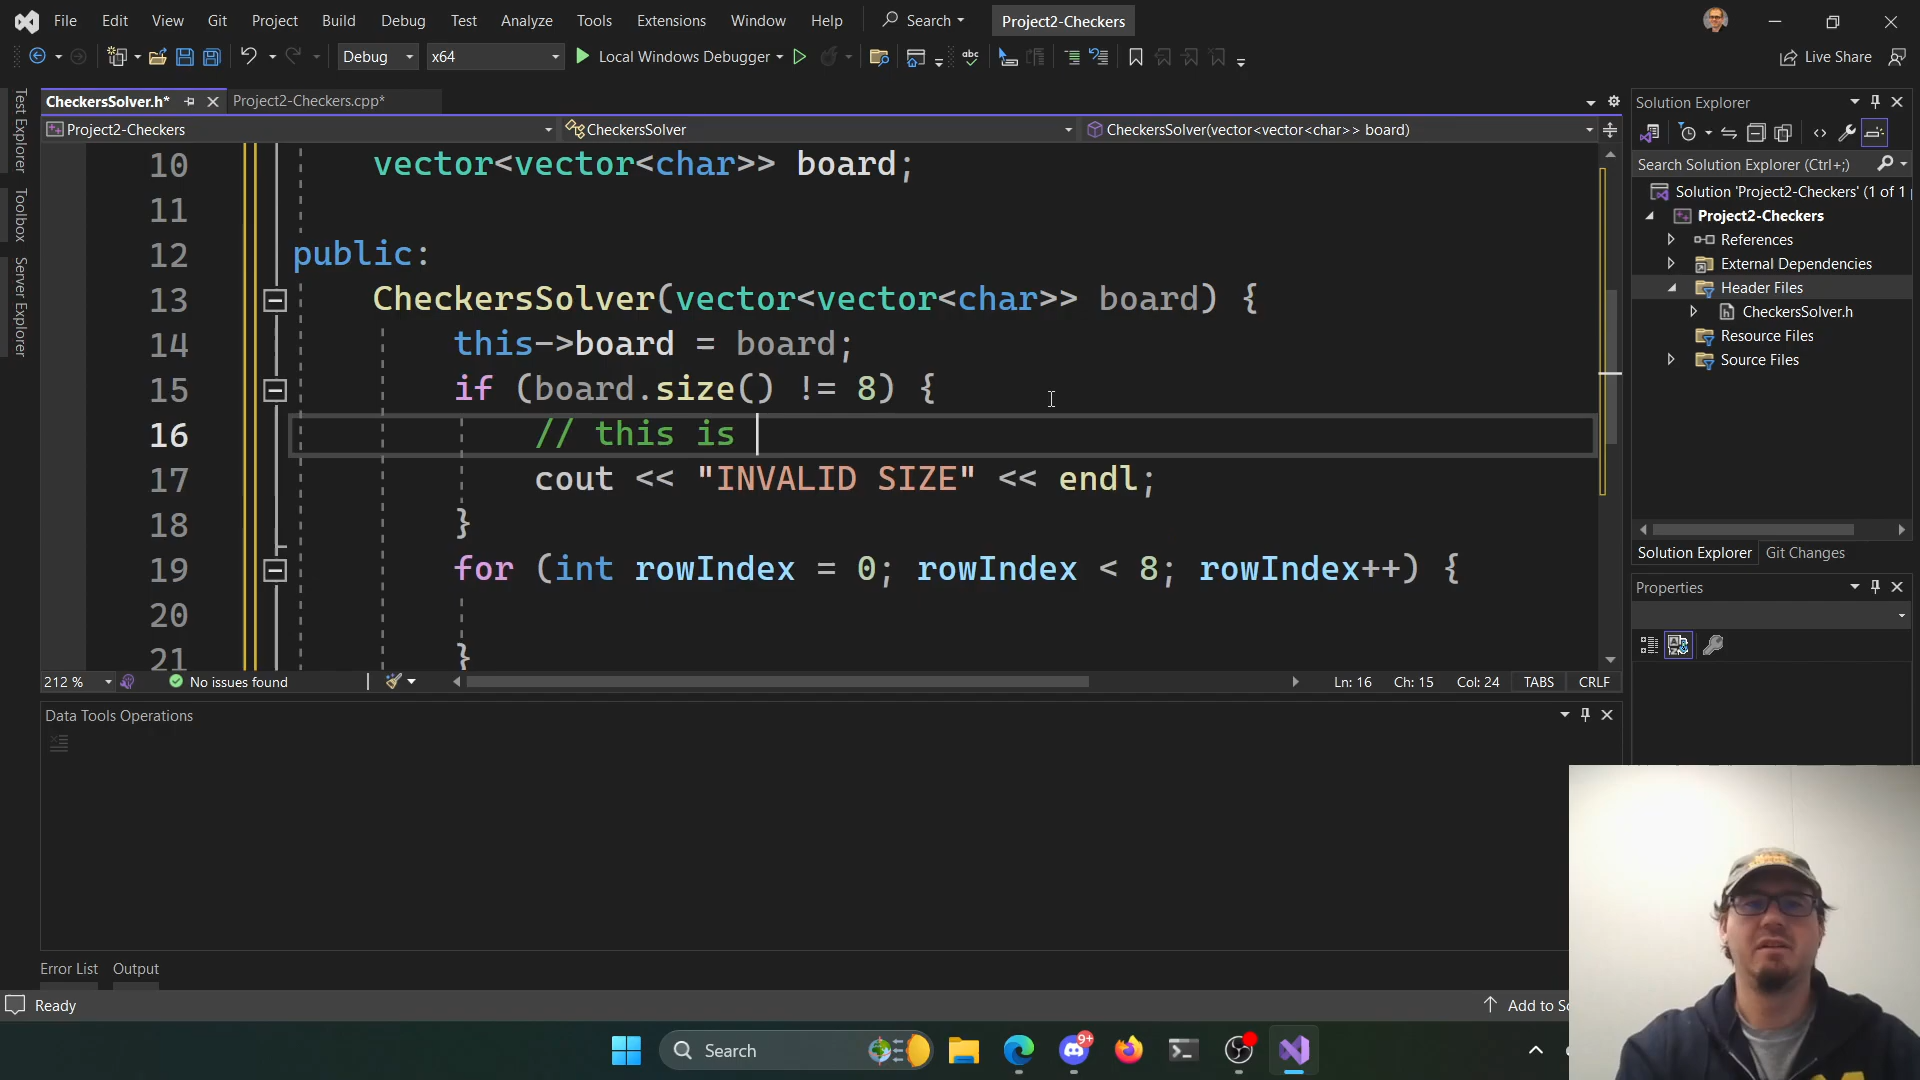 File Edit View Git Project Build Debug Test Analyze Tools Extensions Window Help Search Project2-Checkers
Debug x64 Local Windows Debugger Live Share
CheckersSolver.h* Project2-Checkers.cpp*
Project2-Checkers CheckersSolver CheckersSolver(vector<vector<char>> board)
10 vector<vector<char>> board;
11
12 public:
13 CheckersSolver(vector<vector<char>> board) {
14 this->board = board;
15 if (board.size() != 8) {
16 // this is
17 cout << "INVALID SIZE" << endl;
18 }
19 for (int rowIndex = 0; rowIndex < 8; rowIndex++) {
20
21 }
212 % No issues found Ln: 16 Ch: 15 Col: 24 TABS CRLF
Test Explorer
Toolbox
Server Explorer
Solution Explorer
Search Solution Explorer (Ctrl+;)
Solution 'Project2-Checkers' (1 of 1
Project2-Checkers
References
External Dependencies
Header Files
CheckersSolver.h
Resource Files
Source Files
Solution Explorer Git Changes
Properties
Data Tools Operations
Error List Output
Ready Add to
Search
9+